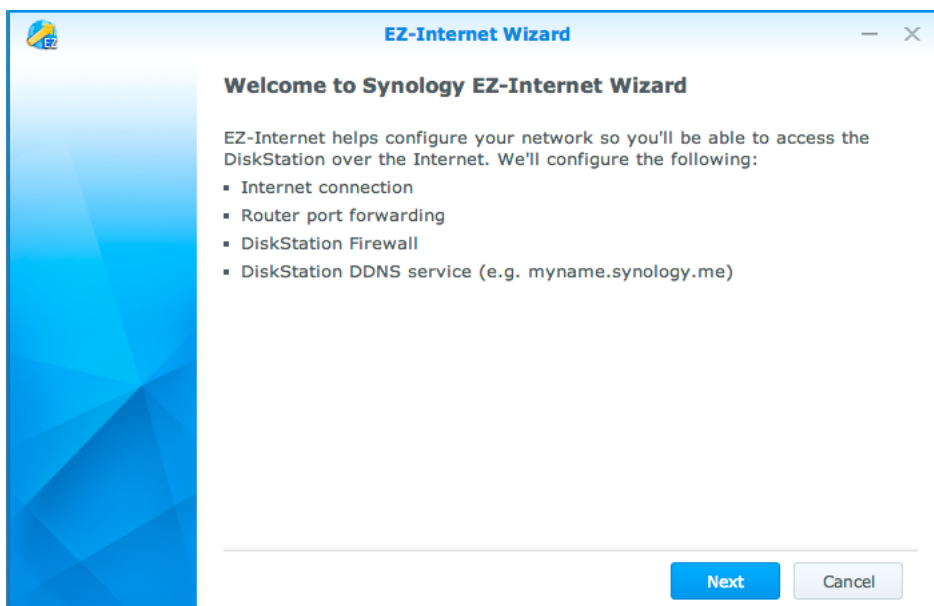 EZ
EZ-Internet Wizard
Welcome to Synology EZ-Internet Wizard
EZ-Internet helps configure your network so you'll be able to access the
DiskStation over the Internet. We'll configure the following:
▪ Internet connection
▪ Router port forwarding
▪ DiskStation Firewall
▪ DiskStation DDNS service (e.g. myname.synology.me)
Next
Cancel